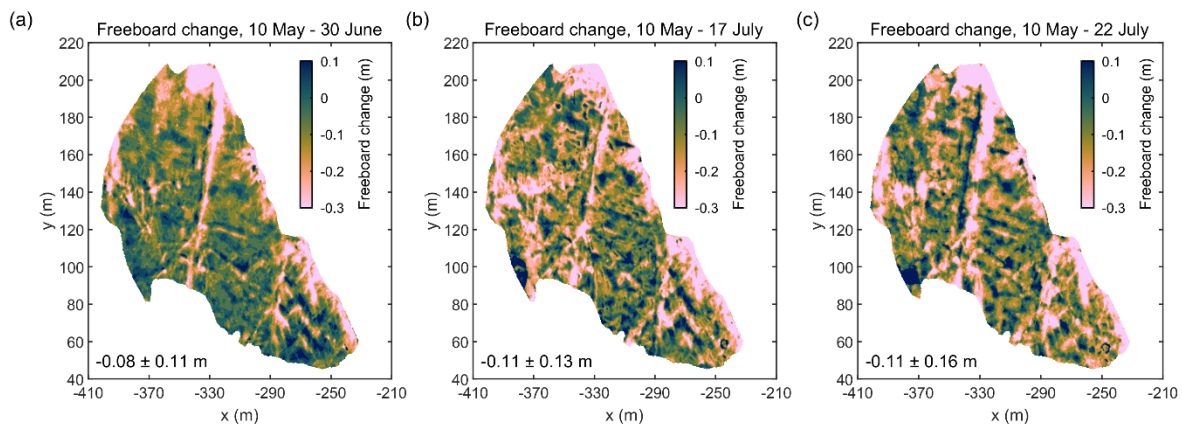 (a)
Freeboard change, 10 May - 30 June
220
200
180
160
140
120
100
80
60
40
y (m)
-410 -370 -330 -290 -250 -210
x (m)
0.1
0
-0.1
-0.2
-0.3
Freeboard change (m)
-0.08 ± 0.11 m
(b)
Freeboard change, 10 May - 17 July
220
200
180
160
140
120
100
80
60
40
y (m)
-410 -370 -330 -290 -250 -210
x (m)
0.1
0
-0.1
-0.2
-0.3
Freeboard change (m)
-0.11 ± 0.13 m
(c)
Freeboard change, 10 May - 22 July
220
200
180
160
140
120
100
80
60
40
y (m)
-410 -370 -330 -290 -250 -210
x (m)
0.1
0
-0.1
-0.2
-0.3
Freeboard change (m)
-0.11 ± 0.16 m